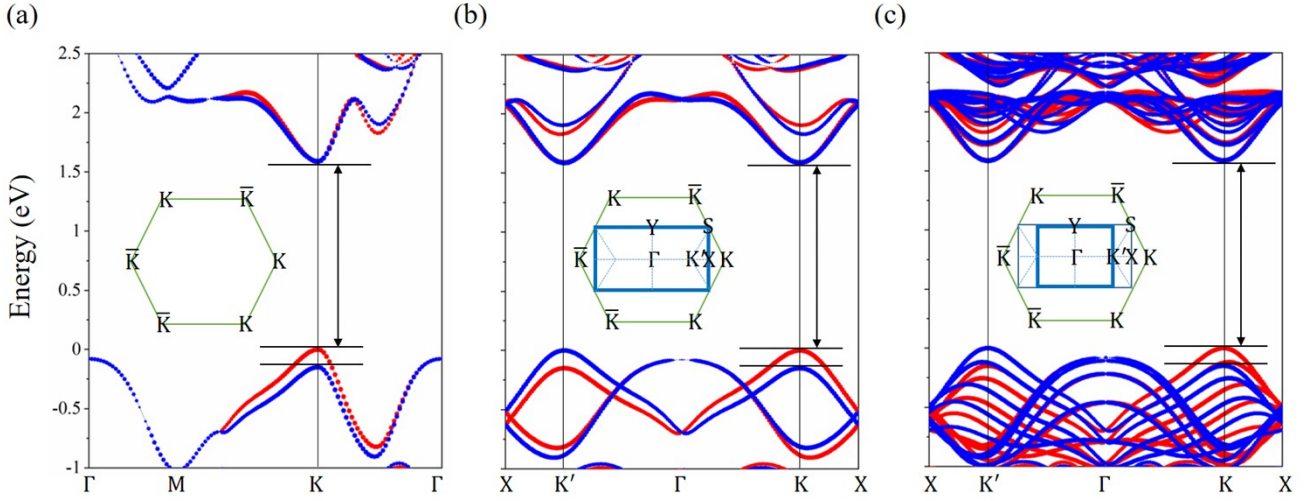 (a)
(b)
(c)
Energy (eV)
2.5
2
1.5
1
0.5
0
-0.5
-1
K K̅
K̅ K
K̅ K
Γ M K Γ
K K̅
Y S
K̅ Γ K′ X K
K̅ K
X K′ Γ K X
K K̅
Y S
K̅ Γ K′ X K
K̅ K
X K′ Γ K X